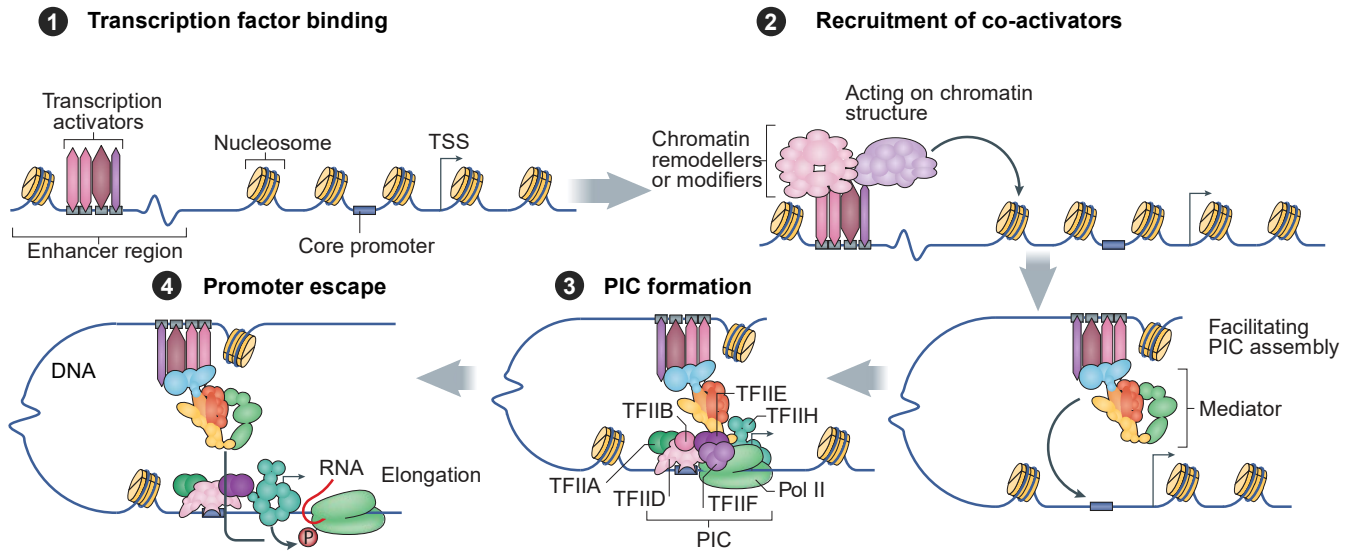 1 Transcription factor binding
Transcription
activators
Nucleosome
TSS
Enhancer region
Core promoter
2 Recruitment of co-activators
Acting on chromatin
structure
Chromatin
remodellers
or modifiers
Facilitating
PIC assembly
Mediator
3 PIC formation
TFIIE
TFIIB
TFIIH
TFIIA
TFIID
TFIIF
Pol II
PIC
4 Promoter escape
DNA
RNA
Elongation
P